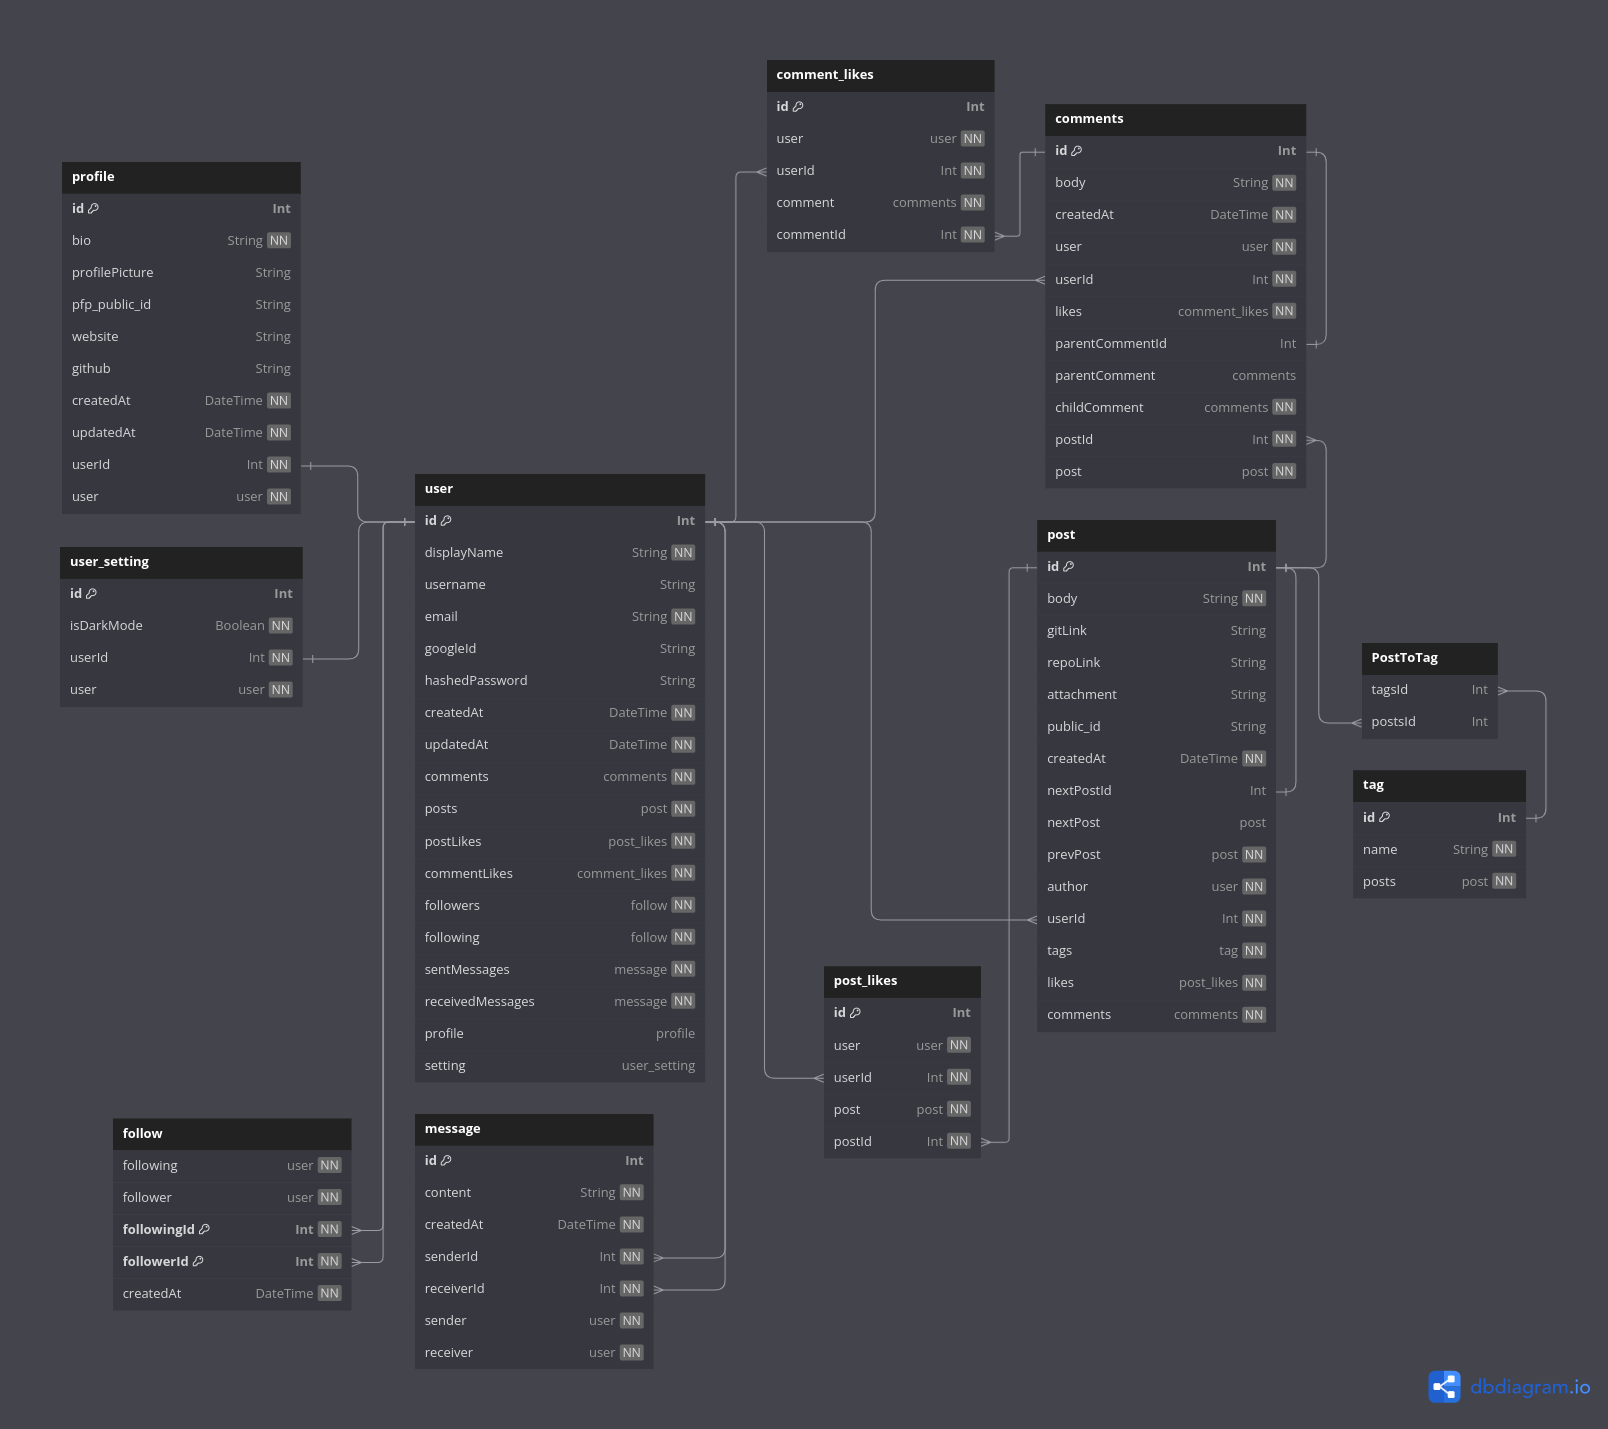 comment_likes
id Int
user user NN
userId Int NN
comment comments NN
commentId Int NN
comments
id Int
body String NN
createdAt DateTime NN
user user NN
userId Int NN
likes comment_likes NN
parentCommentId Int
parentComment comments
childComment comments NN
postId Int NN
post post NN
profile
id Int
bio String NN
profilePicture String
pfp_public_id String
website String
github String
createdAt DateTime NN
updatedAt DateTime NN
userId Int NN
user user NN
user_setting
id Int
isDarkMode Boolean NN
userId Int NN
user user NN
user
id Int
displayName String NN
username String
email String NN
googleId String
hashedPassword String
createdAt DateTime NN
updatedAt DateTime NN
comments comments NN
posts post NN
postLikes post_likes NN
commentLikes comment_likes NN
followers follow NN
following follow NN
sentMessages message NN
receivedMessages message NN
profile profile
setting user_setting
post
id Int
body String NN
gitLink String
repoLink String
attachment String
public_id String
createdAt DateTime NN
nextPostId Int
nextPost post
prevPost post NN
author user NN
userId Int NN
tags tag NN
likes post_likes NN
comments comments NN
PostToTag
tagsId Int
postsId Int
tag
id Int
name String NN
posts post NN
post_likes
id Int
user user NN
userId Int NN
post post NN
postId Int NN
follow
following user NN
follower user NN
followingId Int NN
followerId Int NN
createdAt DateTime NN
message
id Int
content String NN
createdAt DateTime NN
senderId Int NN
receiverId Int NN
sender user NN
receiver user NN
dbdiagram.io